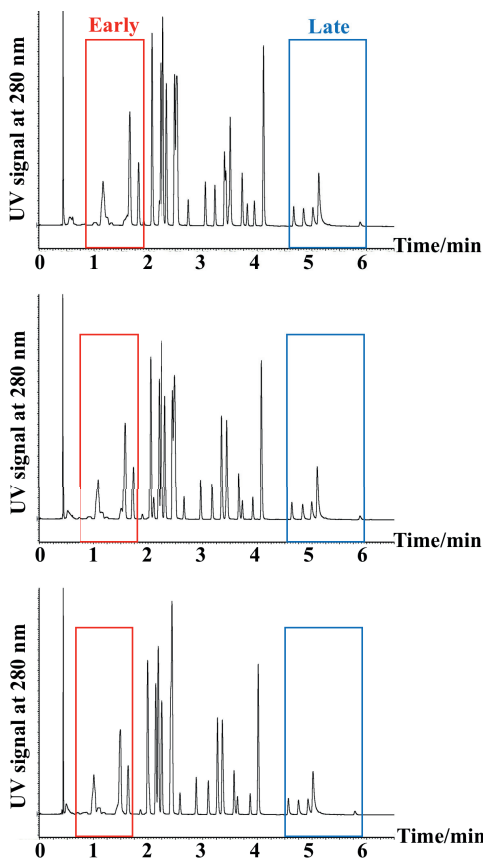 Early
Late
UV signal at 280 nm
Time/min
0 1 2 3 4 5 6
UV signal at 280 nm
Time/min
0 1 2 3 4 5 6
UV signal at 280 nm
Time/min
0 1 2 3 4 5 6